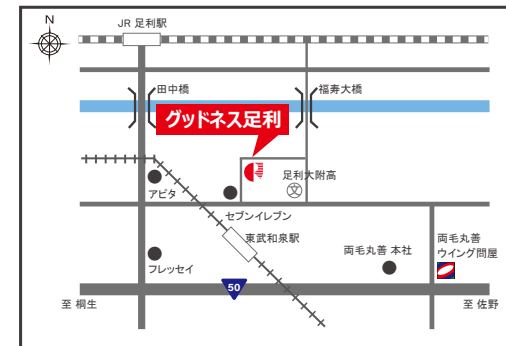 N
JR 足利駅
田中橋
福寿大橋
グッドネス足利
足利大附高
文
アピタ
セブンイレブン
東武和泉駅
両毛丸善 本社
両毛丸善
ウイング問屋
フレッセイ
50
至 桐生
至 佐野